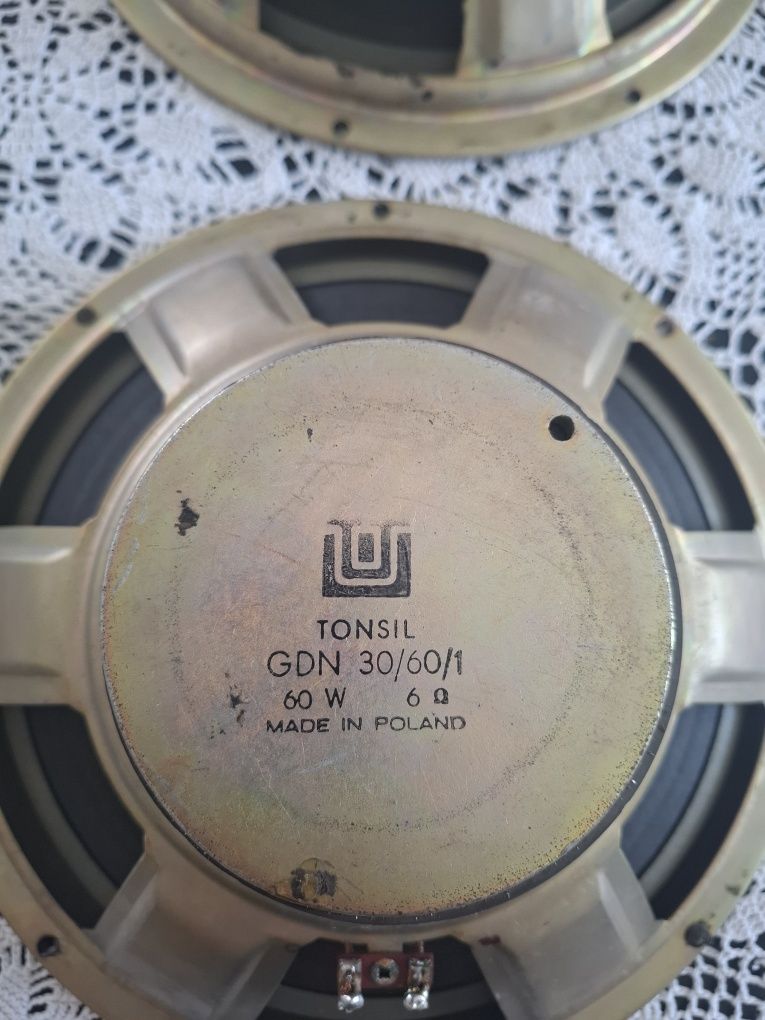 TONSIL
GDN 30/60/1
60 W 6 Ω
MADE IN POLAND